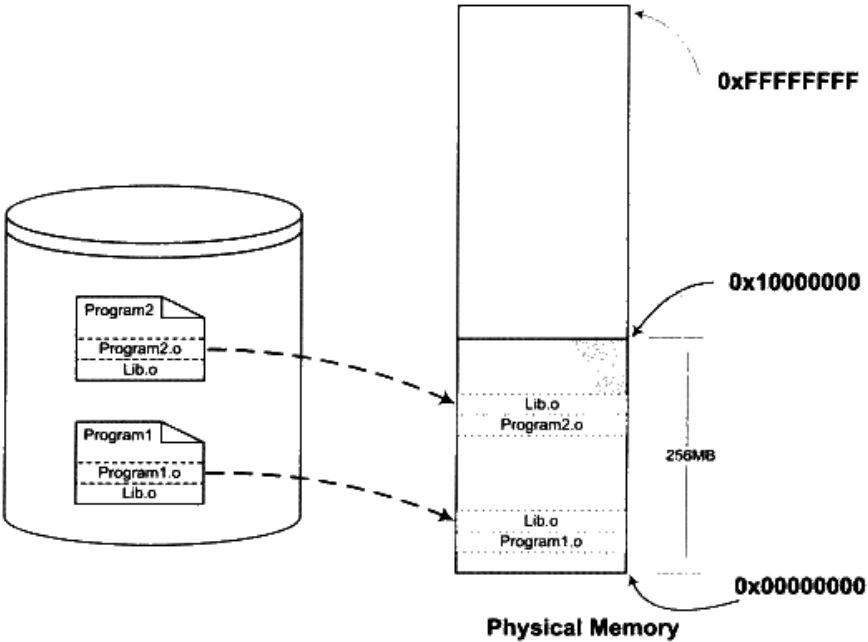 0xFFFFFFFF
0x10000000
Program2
Program2.o
Lib.o
Lib.o
Program2.o
Program1
Program1.o
Lib.o
256MB
Lib.o
Program1.o
0x00000000
Physical Memory